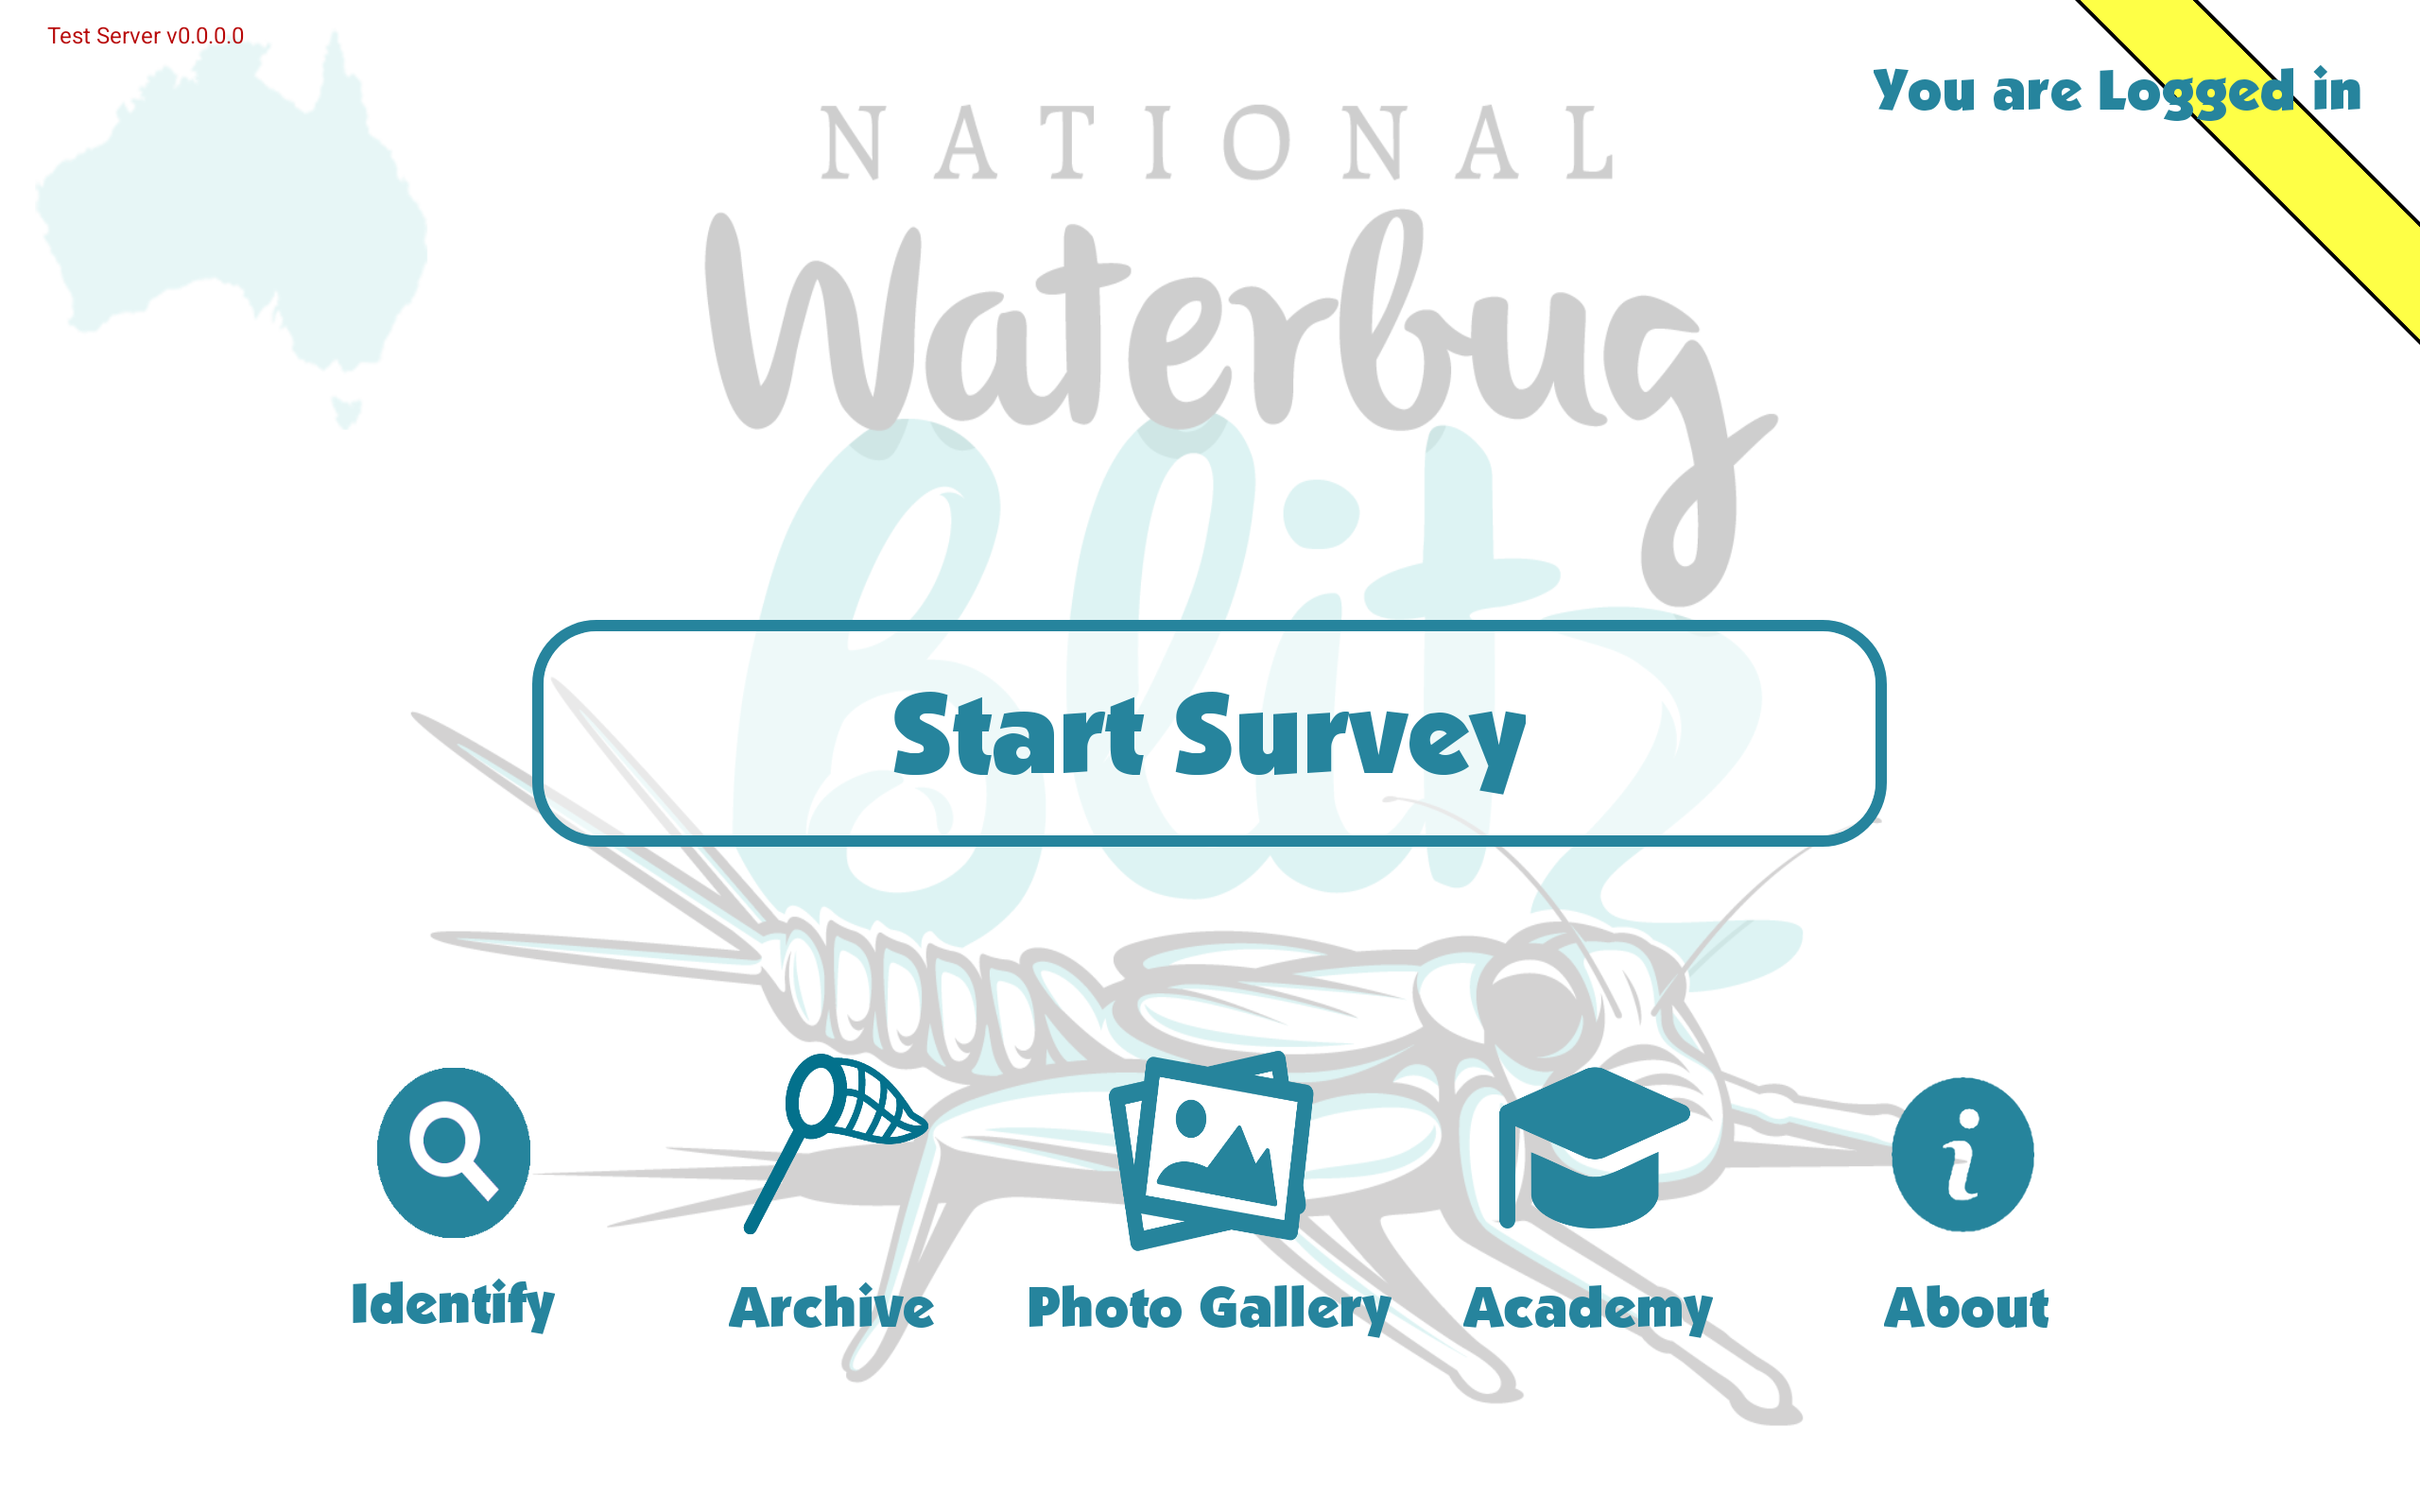 Test Server v0.0.0.0
You are Logged in
NATIONAL
Waterbug
Blitz
Start Survey
Identify
Archive
Photo Gallery
Academy
About